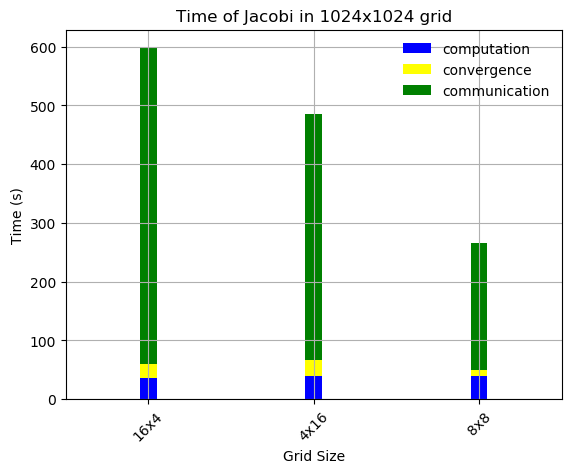 Time of Jacobi in 1024x1024 grid
computation
convergence
communication
600
500
400
300
200
100
0
Time (s)
16x4
4x16
8x8
Grid Size